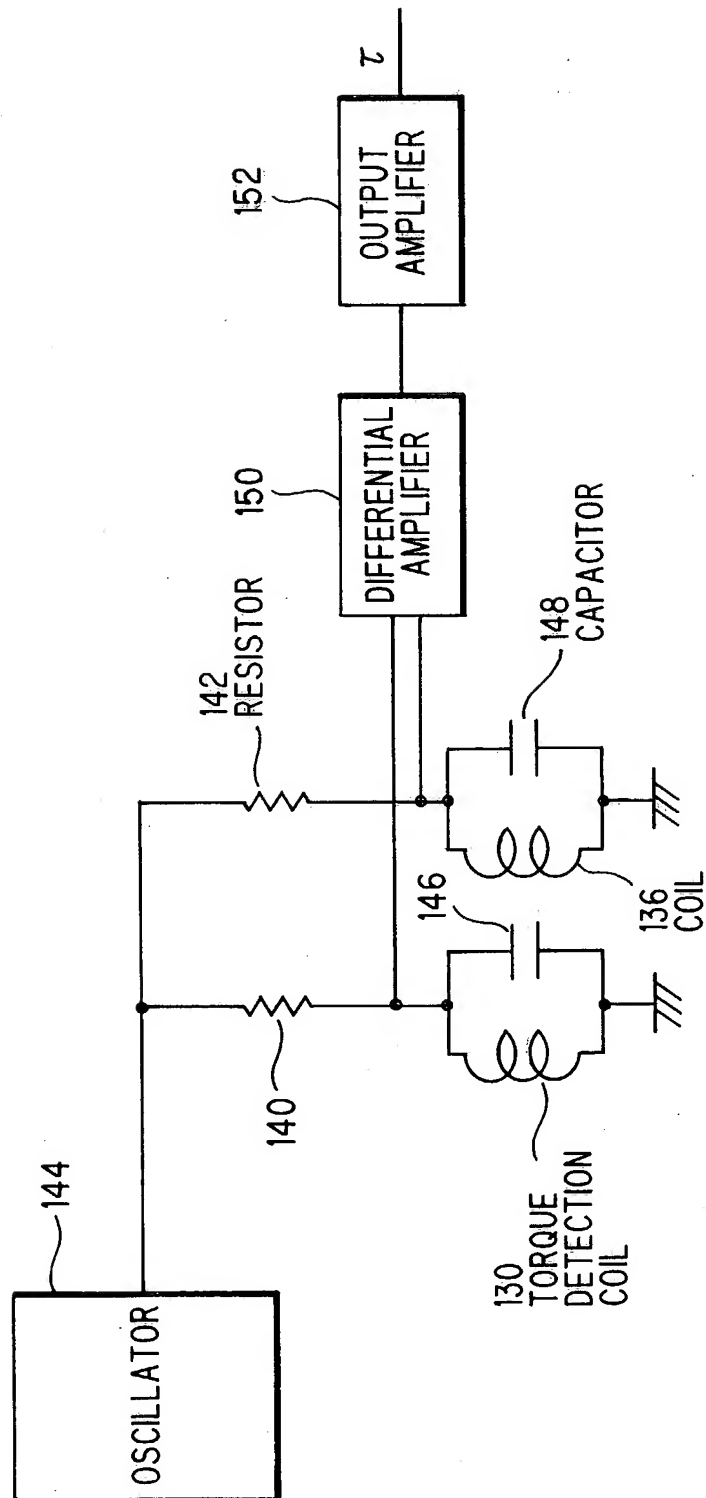 144
OSCILLATOR
140
142
RESISTOR
150
DIFFERENTIAL
AMPLIFIER
152
OUTPUT
AMPLIFIER
τ
130
TORQUE
DETECTION
COIL
146
136
COIL
148
CAPACITOR